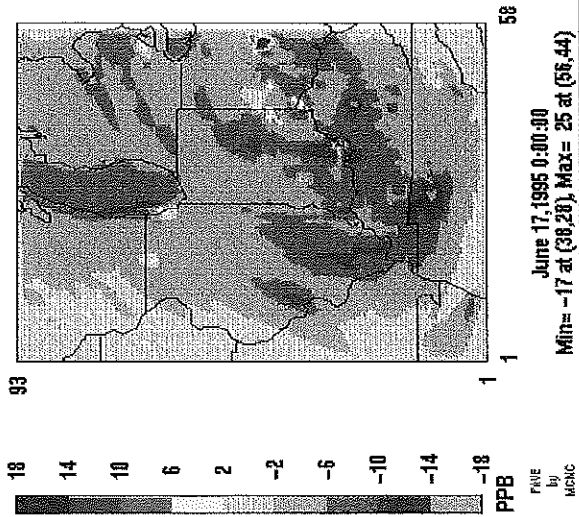 93
1
1
58
18
14
10
6
2
-2
-6
-10
-14
-18
PPB
PAVE
by
MCNC
June 17,1995 0:00:00
Min= -17 at (38,28), Max= 25 at (56,44)